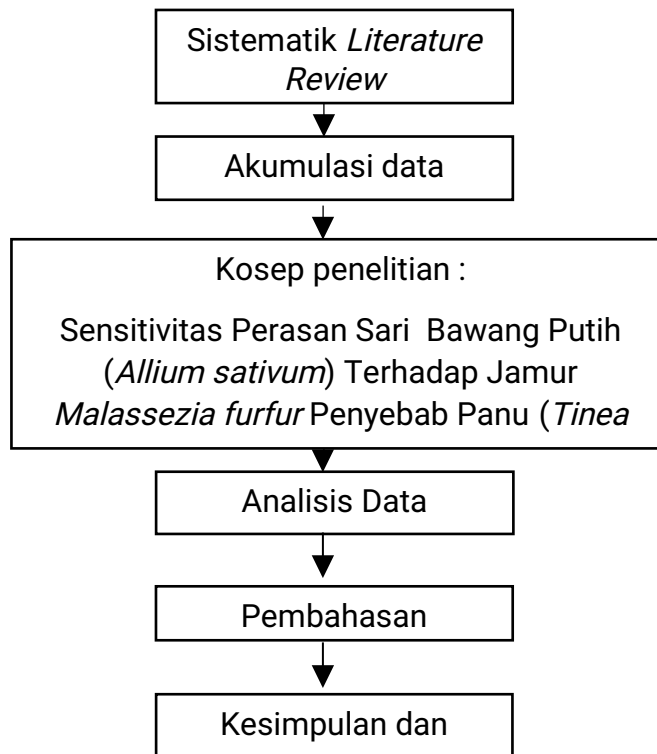 Sistematik Literature
Review
Akumulasi data
Kosep penelitian :
Sensitivitas Perasan Sari Bawang Putih
(Allium sativum) Terhadap Jamur
Malassezia furfur Penyebab Panu (Tinea
Analisis Data
Pembahasan
Kesimpulan dan